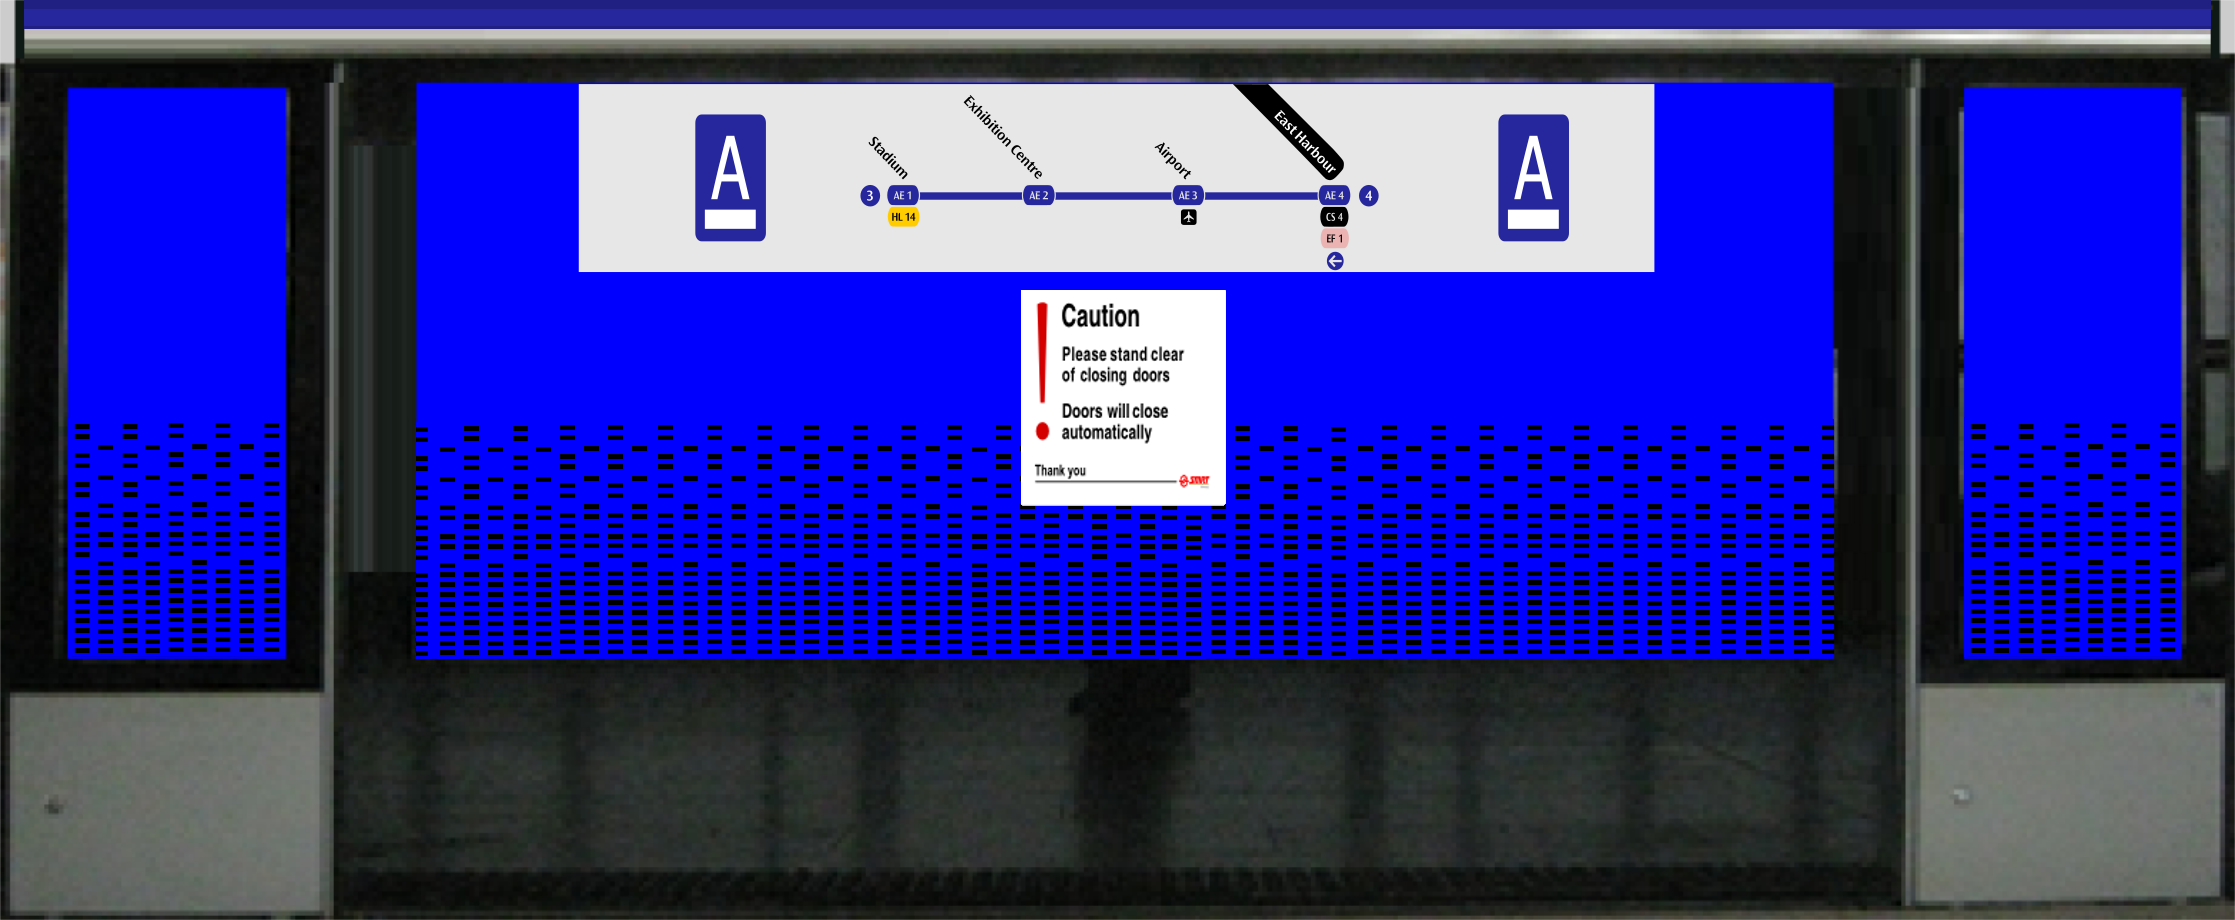 A
A
Stadium
Exhibition Centre
Airport
East Harbour
3
AE 1
AE 2
AE 3
AE 4
4
HL 14
CS 4
EF 1
Caution
Please stand clear
of closing doors
Doors will close
automatically
Thank you
SMRT